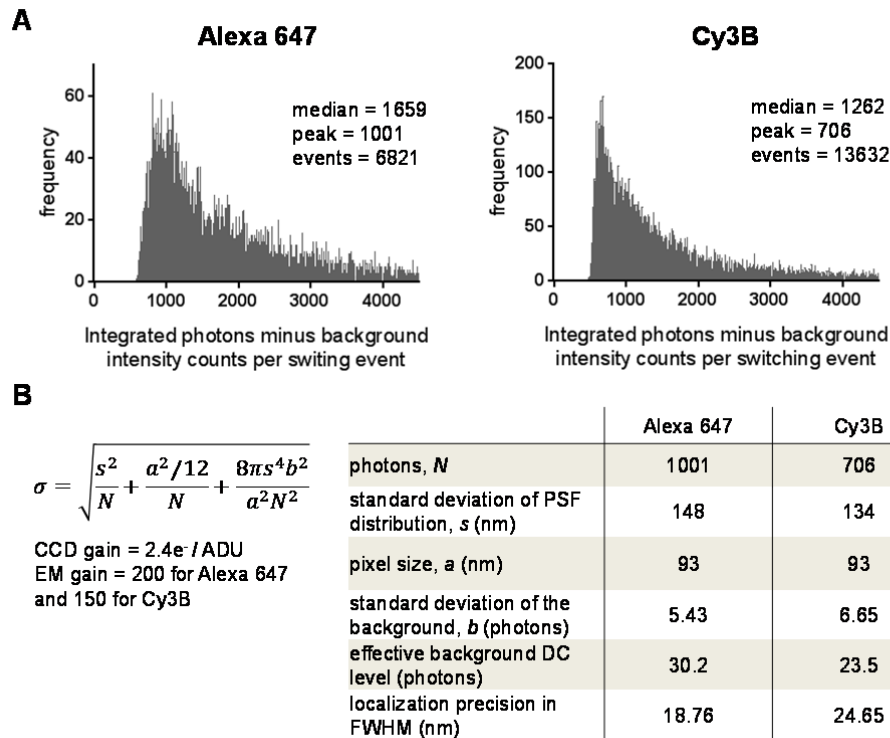 A
Alexa 647
Cy3B
60
40
20
0
frequency
median = 1659
peak = 1001
events = 6821
0 1000 2000 3000 4000
Integrated photons minus background
intensity counts per switing event
200
150
100
50
0
frequency
median = 1262
peak = 706
events = 13632
0 1000 2000 3000 4000
Integrated photons minus background
intensity counts per switching event
B
σ = √(s²/N + a²/12/N + 8πs⁴b²/a²N²)
CCD gain = 2.4e⁻/ ADU
EM gain = 200 for Alexa 647
and 150 for Cy3B
Alexa 647 Cy3B
photons, N 1001 706
standard deviation of PSF
distribution, s (nm) 148 134
pixel size, a (nm) 93 93
standard deviation of the
background, b (photons) 5.43 6.65
effective background DC
level (photons) 30.2 23.5
localization precision in
FWHM (nm) 18.76 24.65